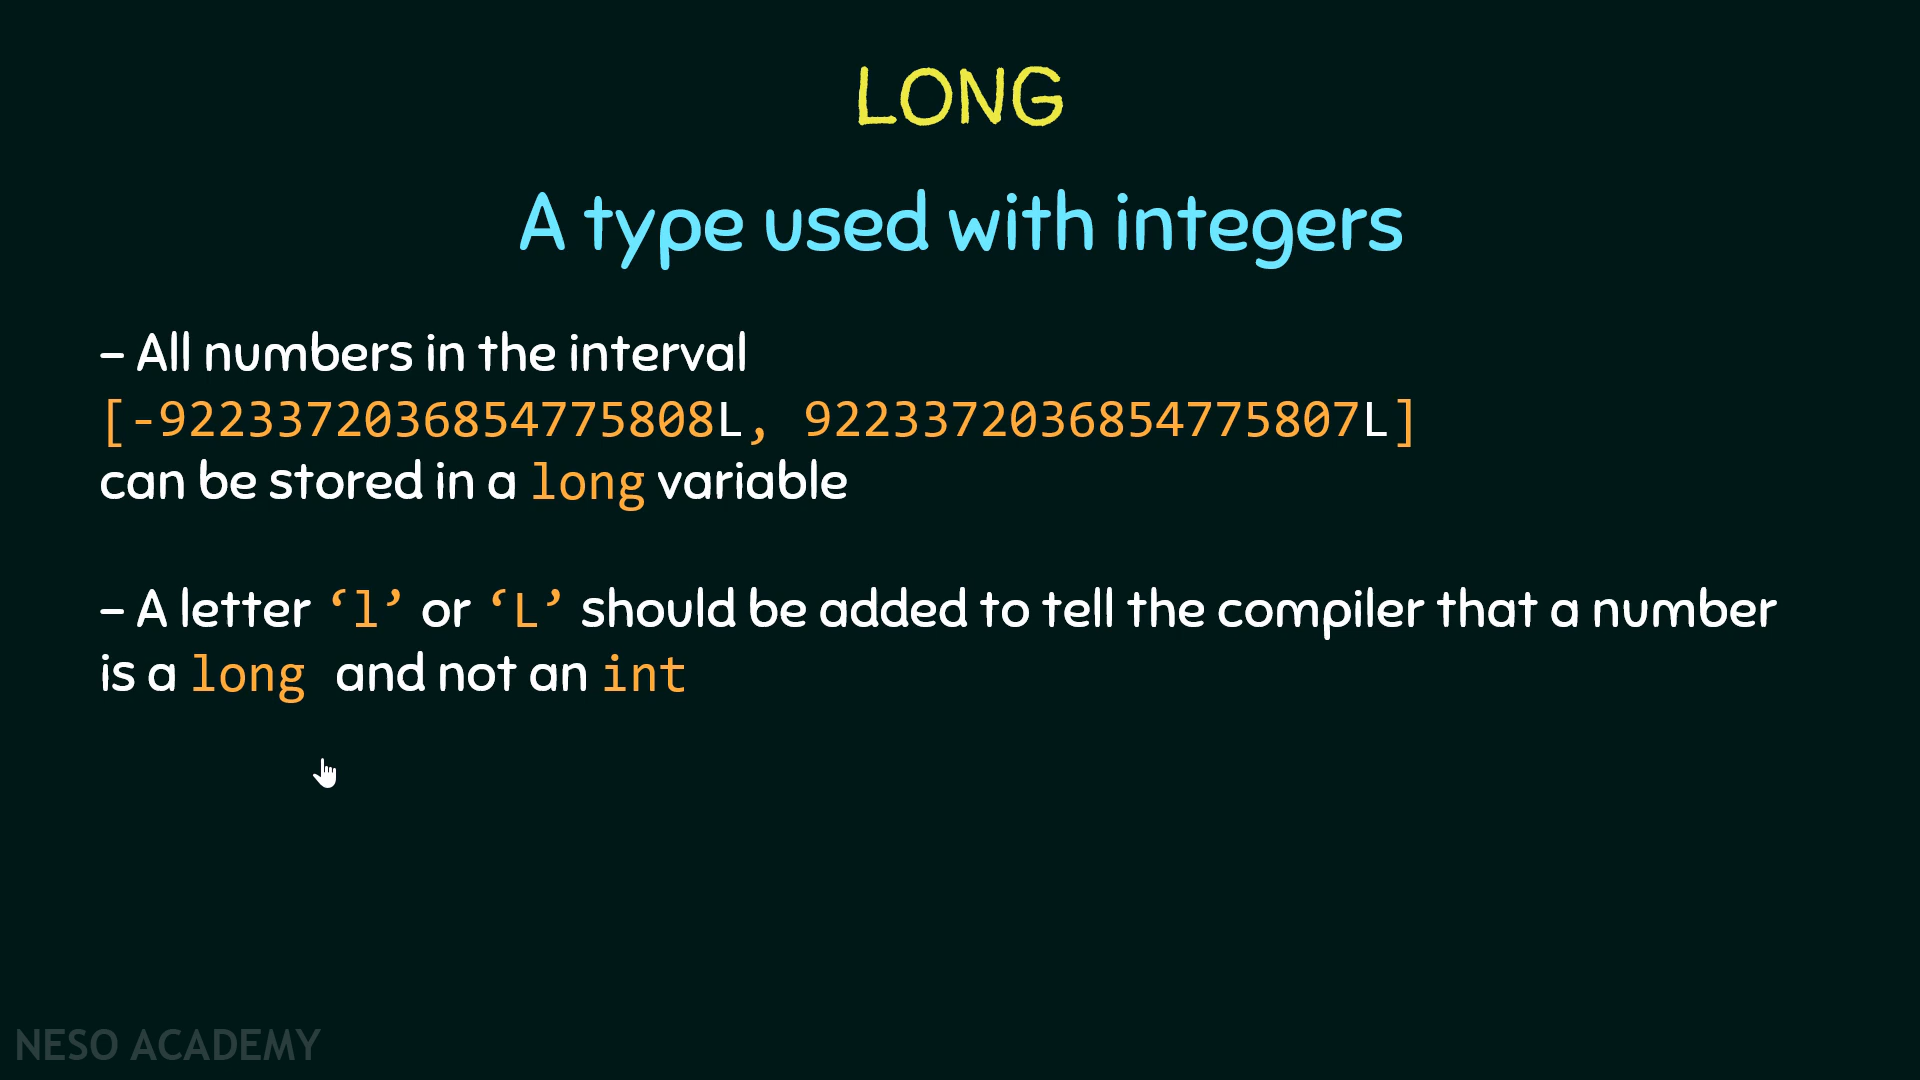 LONG
A type used with integers
– All numbers in the interval
[-9223372036854775808L, 9223372036854775807L]
can be stored in a long variable
– A letter ‘l’ or ‘L’ should be added to tell the compiler that a number
is a long and not an int
NESO ACADEMY